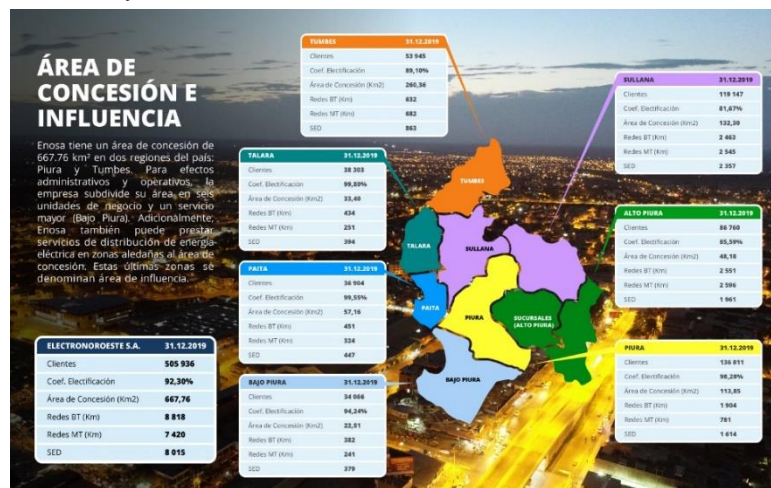 ÁREA DE
CONCESIÓN E
INFLUENCIA
Enosa tiene un área de concesión de
667.76 km² en dos regiones del país:
Piura y Tumbes. Para efectos
administrativos y operativos, la
empresa subdivide su área en seis
unidades de negocio y un servicio
mayor (Bajo Piura). Adicionalmente,
Enosa también puede prestar
servicios de distribución de energía
eléctrica en zonas aledañas al área de
concesión. Estas últimas zonas se
denominan área de influencia.
ELECTRONOROESTE S.A. 31.12.2019
Clientes 505 936
Coef. Electrificación 92,30%
Área de Concesión (Km2) 667,76
Redes BT (Km) 8 818
Redes MT (Km) 7 420
SED 8 015
TUMBES 31.12.2019
Clientes 53 945
Coef. Electrificación 89,10%
Área de Concesión (Km2) 260,36
Redes BT (Km) 632
Redes MT (Km) 682
SED 863
TALARA 31.12.2019
Clientes 38 303
Coef. Electrificación 99,80%
Área de Concesión (Km2) 33,40
Redes BT (Km) 434
Redes MT (Km) 251
SED 394
PAITA 31.12.2019
Clientes 36 904
Coef. Electrificación 99,55%
Área de Concesión (Km2) 57,16
Redes BT (Km) 451
Redes MT (Km) 324
SED 447
BAJO PIURA 31.12.2019
Clientes 34 066
Coef. Electrificación 94,24%
Área de Concesión (Km2) 22,51
Redes BT (Km) 382
Redes MT (Km) 241
SED 379
TUMBES
TALARA
SULLANA
PAITA
PIURA
SUCURSALES
(ALTO PIURA)
BAJO PIURA
SULLANA 31.12.2019
Clientes 119 147
Coef. Electrificación 81,67%
Área de Concesión (Km2) 132,30
Redes BT (Km) 2 463
Redes MT (Km) 2 545
SED 2 357
ALTO PIURA 31.12.2019
Clientes 86 760
Coef. Electrificación 85,59%
Área de Concesión (Km2) 48,18
Redes BT (Km) 2 551
Redes MT (Km) 2 596
SED 1 961
PIURA 31.12.2019
Clientes 136 811
Coef. Electrificación 98,28%
Área de Concesión (Km2) 113,85
Redes BT (Km) 1 904
Redes MT (Km) 781
SED 1 614